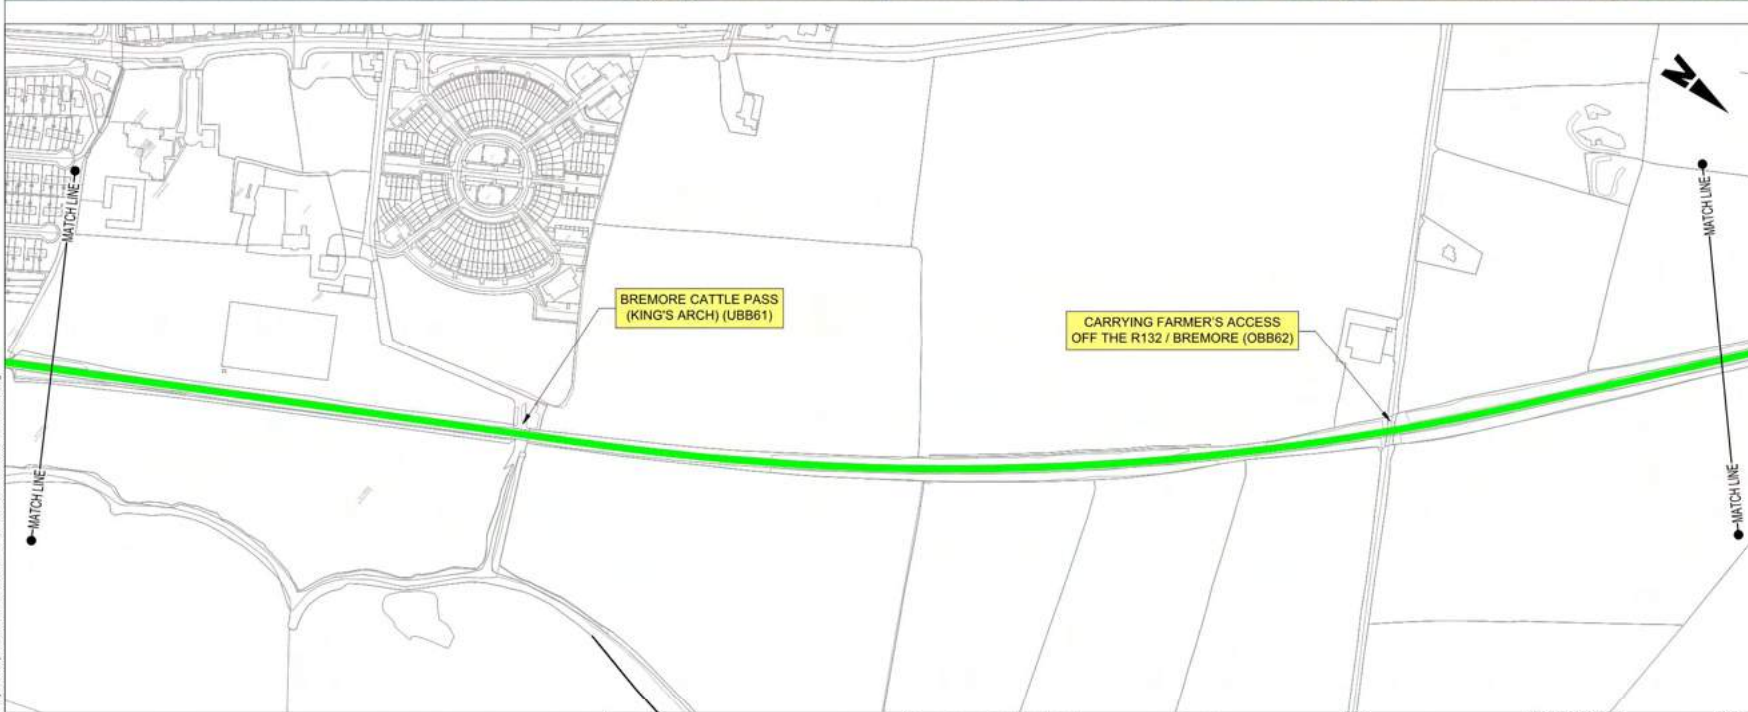 N
MATCH LINE
MATCH LINE
BREMORE CATTLE PASS
(KING'S ARCH) (UBB61)
CARRYING FARMER'S ACCESS
OFF THE R132 / BREMORE (OBB62)
MATCH LINE
MATCH LINE